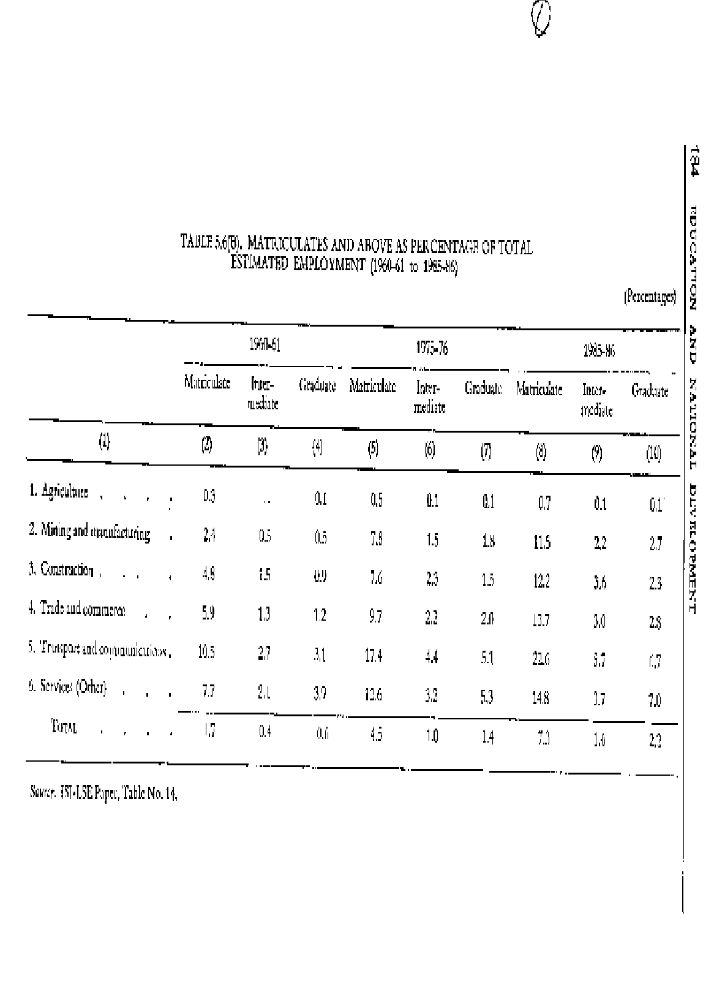 184 EDUCATION AND NATIONAL DEVELOPMENT
TABLE 5.6(B). MATRICULATES AND ABOVE AS PERCENTAGE OF TOTAL
ESTIMATED EMPLOYMENT (1960-61 to 1985-86)
(Percentages)
1960-61 1975-76 1985-86
Matriculate Inter- Graduate Matriculate Inter- Graduate Matriculate Inter- Graduate
mediate mediate mediate
(1) (2) (3) (4) (5) (6) (7) (8) (9) (10)
1. Agriculture . . . . 0.3 .. 0.1 0.5 0.1 0.1 0.7 0.1 0.1
2. Mining and manufacturing . 2.4 0.5 0.5 7.8 1.5 1.8 11.5 2.2 2.7
3. Construction . . . . 4.8 1.5 0.9 7.6 2.3 1.5 12.2 3.6 2.3
4. Trade and commerce . . 5.9 1.3 1.2 9.7 2.2 2.0 13.7 3.0 2.8
5. Transport and communications . 10.5 2.7 3.1 17.4 4.4 5.1 22.6 5.7 6.7
6. Services (Other) . . . 7.7 2.1 3.9 12.6 3.2 5.3 14.8 3.7 7.0
TOTAL . . . . 1.7 0.4 0.6 4.5 1.0 1.4 7.3 1.6 2.2
Source. ISI-LSE Paper, Table No. 14.